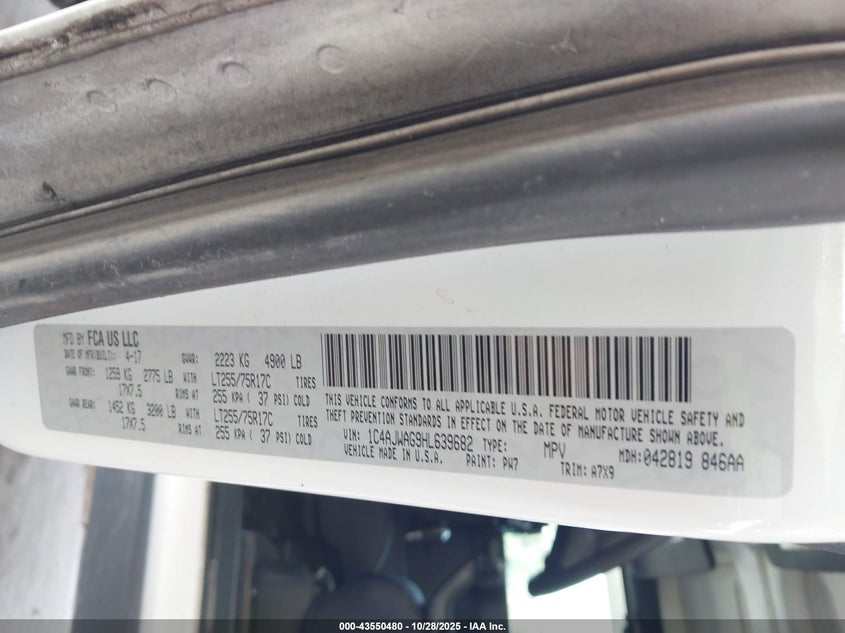 MFD BY FCA US LLC
DATE OF MFR(BUILT): 4-17 GVWR: 2223 KG 4900 LB
GAWR FRONT: 1259 KG 2775 LB WITH LT255/75R17C TIRES
17X7.5 RIMS AT 255 KPA ( 37 PSI) COLD
GAWR REAR: 1452 KG 3200 LB WITH LT255/75R17C TIRES
17X7.5 RIMS AT 255 KPA ( 37 PSI) COLD
THIS VEHICLE CONFORMS TO ALL APPLICABLE U.S.A. FEDERAL MOTOR VEHICLE SAFETY AND
THEFT PREVENTION STANDARDS IN EFFECT ON THE DATE OF MANUFACTURE SHOWN ABOVE.
VIN: 1C4AJWAG9HL639682 TYPE: MPV MDH:042819 846AA
VEHICLE MADE IN U.S.A. PAINT: PW7 TRIM: A7X9
000-43550480 - 10/28/2025 - IAA Inc.